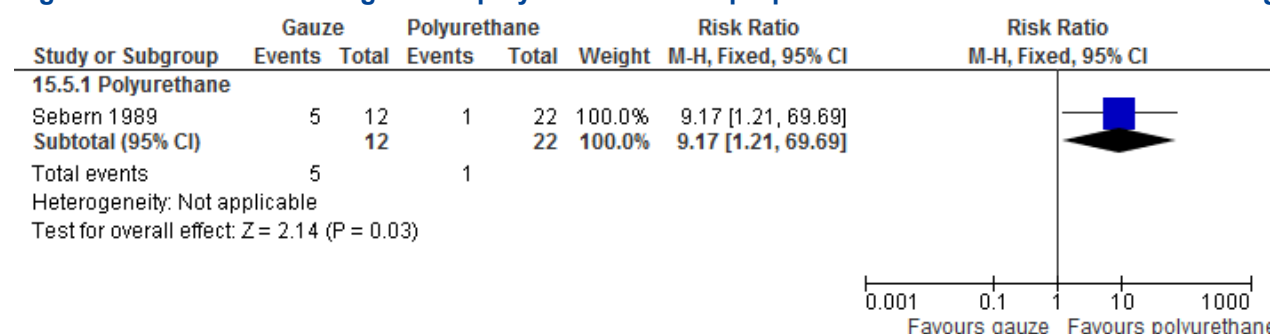 Gauze Polyurethane Risk Ratio Risk Ratio
Study or Subgroup Events Total Events Total Weight M-H, Fixed, 95% CI M-H, Fixed, 95% CI
15.5.1 Polyurethane
Sebern 1989 5 12 1 22 100.0% 9.17 [1.21, 69.69]
Subtotal (95% CI) 12 22 100.0% 9.17 [1.21, 69.69]
Total events 5 1
Heterogeneity: Not applicable
Test for overall effect: Z = 2.14 (P = 0.03)
0.001 0.1 1 10 1000
Favours gauze Favours polyurethane